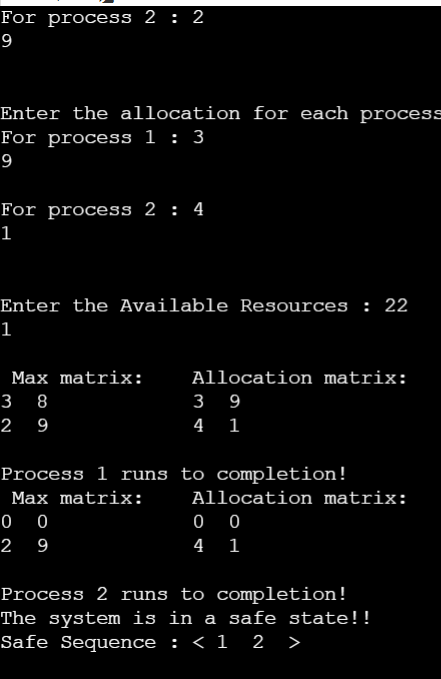 For process 2 : 2
9
Enter the allocation for each process
For process 1 : 3
9
For process 2 : 4
1
Enter the Available Resources : 22
1
Max matrix:    Allocation matrix:
3  8             3  9
2  9             4  1
Process 1 runs to completion!
Max matrix:    Allocation matrix:
0  0             0  0
2  9             4  1
Process 2 runs to completion!
The system is in a safe state!!
Safe Sequence : < 1  2  >